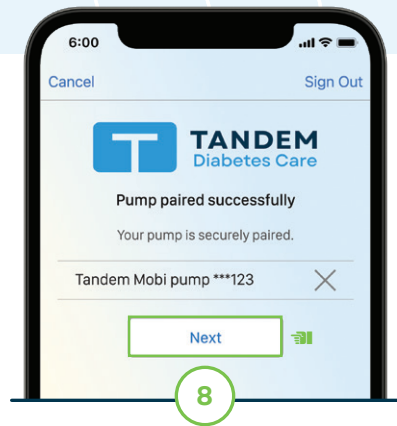 6:00
Cancel Sign Out
T TANDEM
Diabetes Care
Pump paired successfully
Your pump is securely paired.
Tandem Mobi pump ***123
Next
8